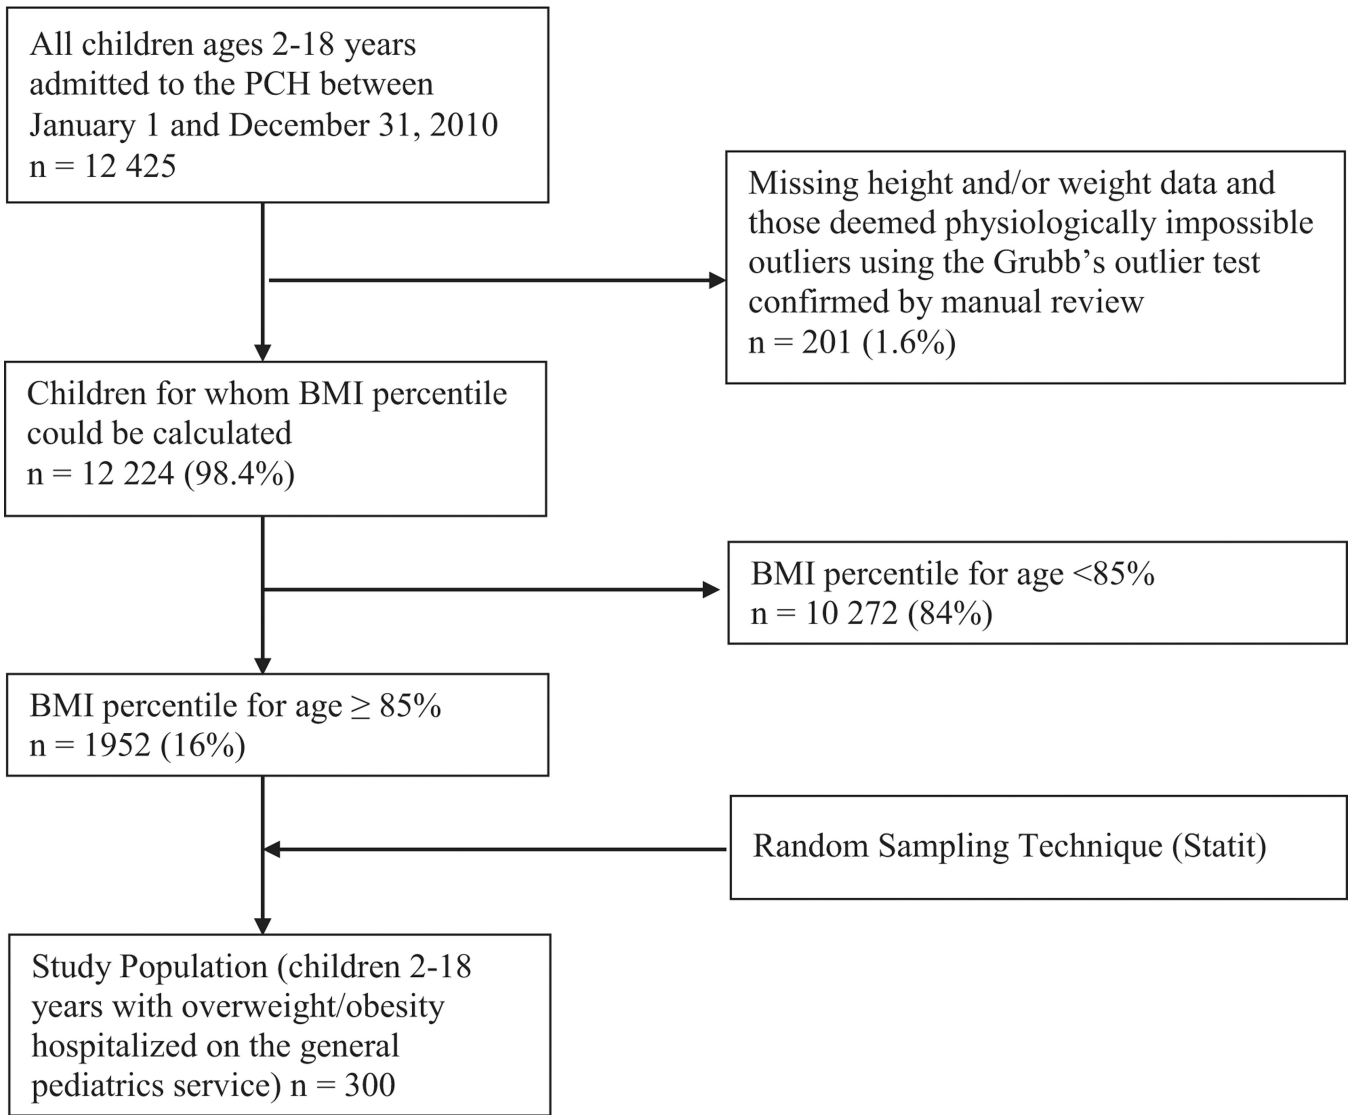 All children ages 2-18 years
admitted to the PCH between
January 1 and December 31, 2010
n = 12 425
Missing height and/or weight data and
those deemed physiologically impossible
outliers using the Grubb’s outlier test
confirmed by manual review
n = 201 (1.6%)
Children for whom BMI percentile
could be calculated
n = 12 224 (98.4%)
BMI percentile for age <85%
n = 10 272 (84%)
BMI percentile for age ≥ 85%
n = 1952 (16%)
Random Sampling Technique (Statit)
Study Population (children 2-18
years with overweight/obesity
hospitalized on the general
pediatrics service) n = 300